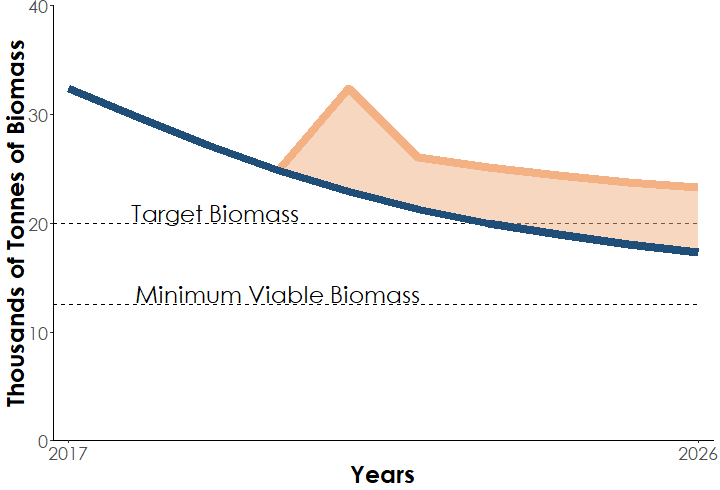 Thousands of Tonnes of Biomass
40
30
20
10
0
Target Biomass
Minimum Viable Biomass
2017
2026
Years